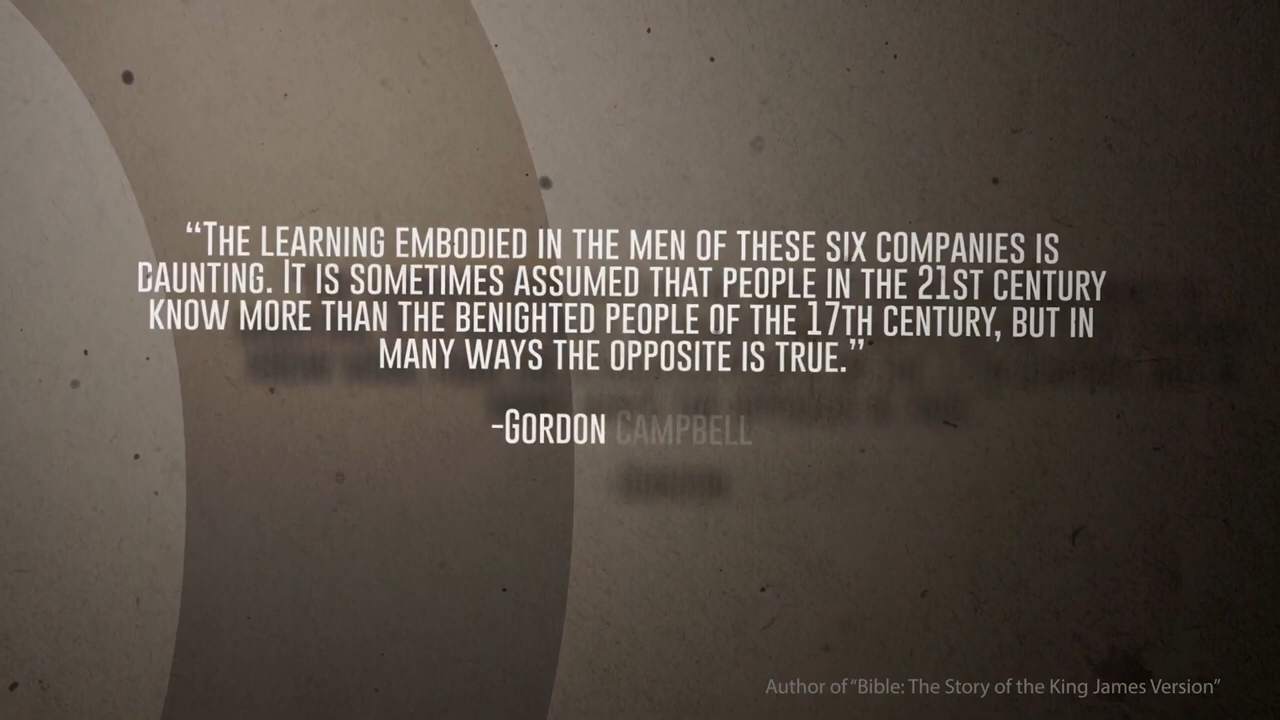 “The learning embodied in the men of these six companies is
daunting. It is sometimes assumed that people in the 21st century
know more than the benighted people of the 17th century, but in
many ways the opposite is true.”
-Gordon Campbell
Author of “Bible: The Story of the King James Version”